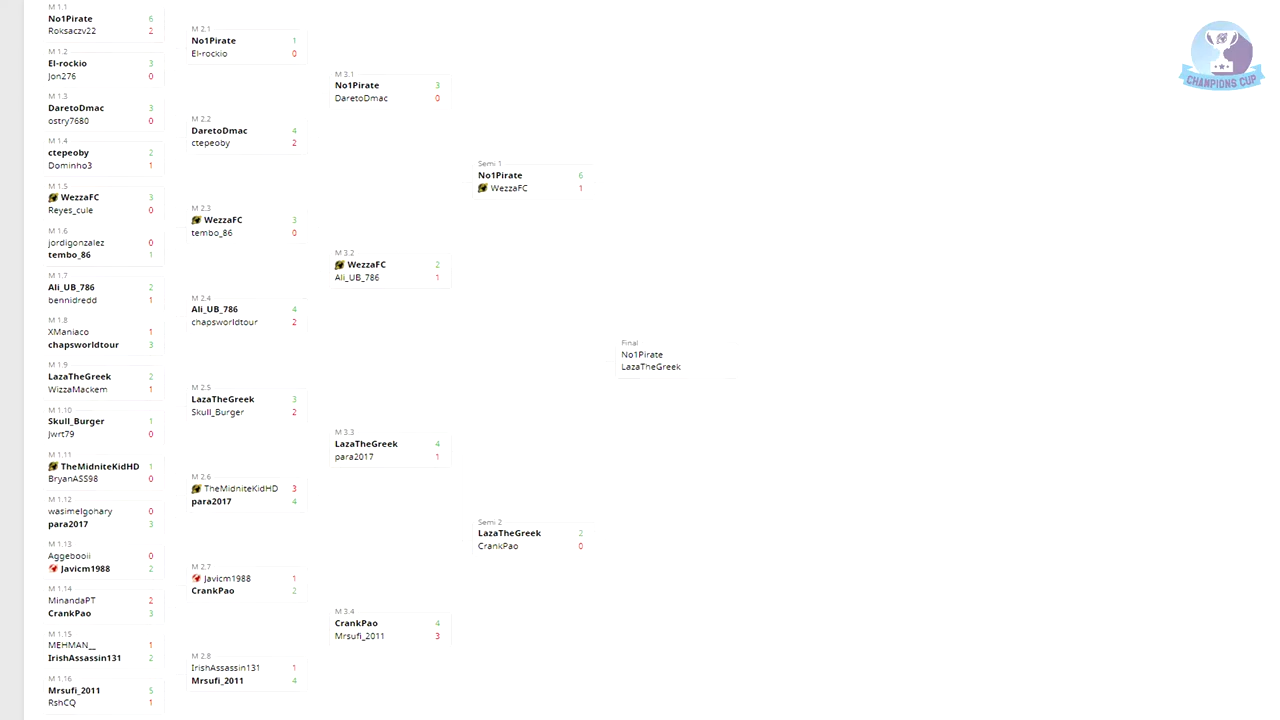 M 1.1
No1Pirate 6
Roksaczv22 2
M 1.2
El-rockio 3
Jon276 0
M 1.3
DaretoDmac 3
ostry7680 0
M 1.4
ctepeoby 2
Dominho3 1
M 1.5
WezzaFC 3
Reyes_cule 0
M 1.6
jordigonzalez 0
tembo_86 1
M 1.7
Ali_UB_786 2
bennidredd 1
M 1.8
XManiaco 1
chapsworldtour 3
M 1.9
LazaTheGreek 2
WizzaMackem 1
M 1.10
Skull_Burger 1
Jwrt79 0
M 1.11
TheMidniteKidHD 1
BryanASS98 0
M 1.12
wasimelgohary 0
para2017 3
M 1.13
Aggebooii 0
Javicm1988 2
M 1.14
MinandaPT 2
CrankPao 3
M 1.15
MEHMAN__ 1
IrishAssassin131 2
M 1.16
Mrsufi_2011 5
RshCQ 1
M 2.1
No1Pirate 1
El-rockio 0
M 2.2
DaretoDmac 4
ctepeoby 2
M 2.3
WezzaFC 3
tembo_86 0
M 2.4
Ali_UB_786 4
chapsworldtour 2
M 2.5
LazaTheGreek 3
Skull_Burger 2
M 2.6
TheMidniteKidHD 3
para2017 4
M 2.7
Javicm1988 1
CrankPao 2
M 2.8
IrishAssassin131 1
Mrsufi_2011 4
M 3.1
No1Pirate 3
DaretoDmac 0
M 3.2
WezzaFC 2
Ali_UB_786 1
M 3.3
LazaTheGreek 4
para2017 1
M 3.4
CrankPao 4
Mrsufi_2011 3
Semi 1
No1Pirate 6
WezzaFC 1
Semi 2
LazaTheGreek 2
CrankPao 0
Final
No1Pirate
LazaTheGreek
CHAMPIONS CUP